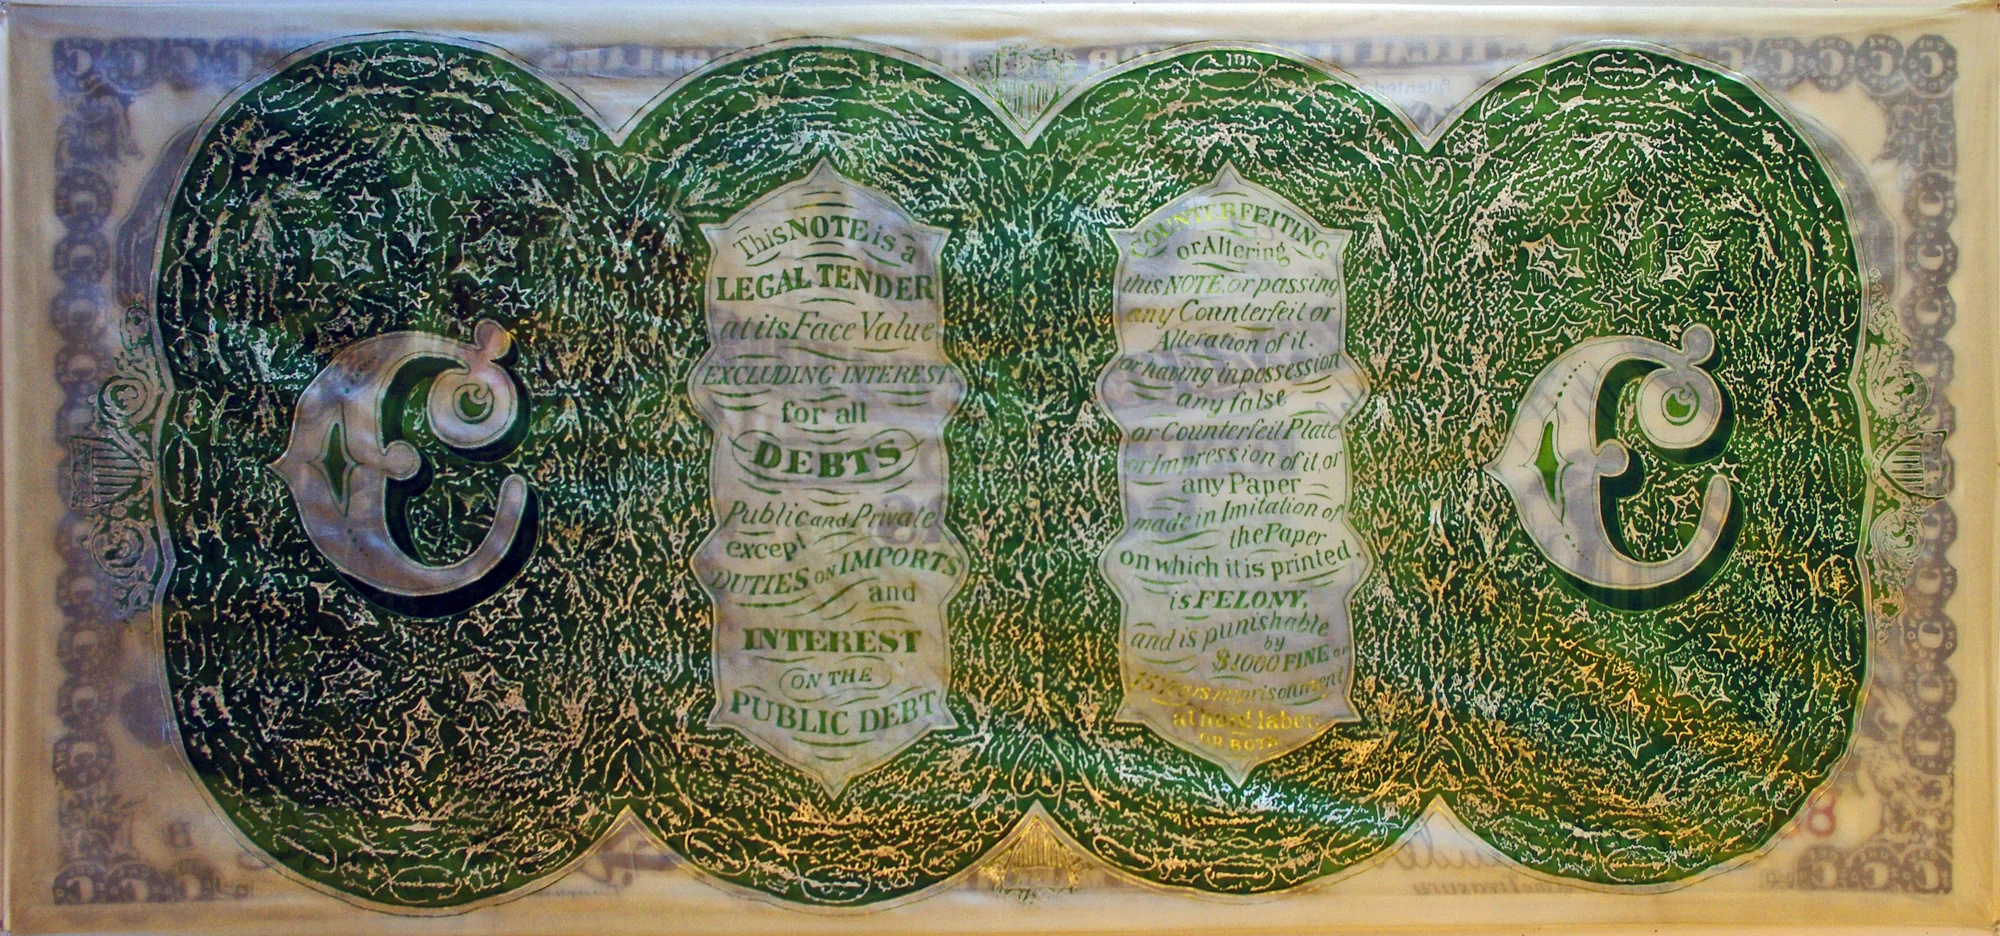 This NOTE is a
LEGAL TENDER
at its Face Value
EXCLUDING INTEREST
for all
DEBTS
Public and Private
except
DUTIES ON IMPORTS
and
INTEREST
ON THE
PUBLIC DEBT
COUNTERFEITING
or Altering
this NOTE, or passing
any Connterfeit or
Alteration of it.
or having in possession
any false
or Counterfeit Plate
or Impression of it, or
any Paper
made in Imitation of
the Paper
on which it is printed,
is FELONY,
and is punishable
by
$1000 FINE or
15 Years imprisonment
at hard labor
OR BOTH
C
C